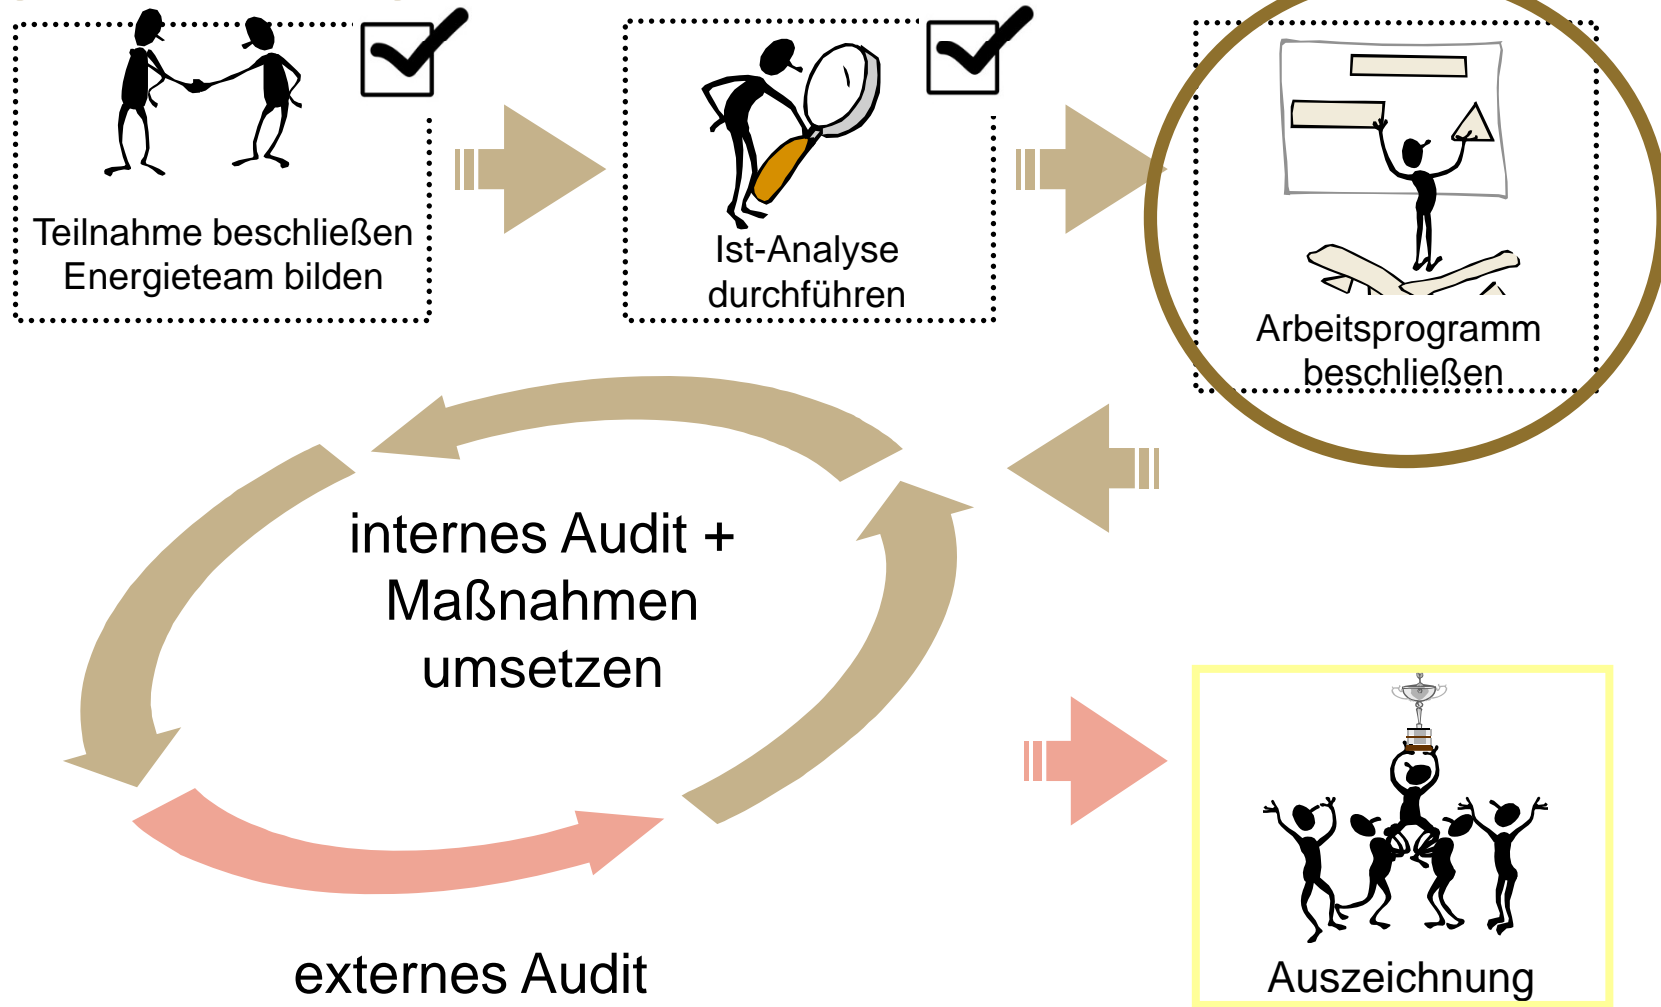 Teilnahme beschließen
Energieteam bilden
Ist-Analyse
durchführen
Arbeitsprogramm
beschließen
internes Audit +
Maßnahmen
umsetzen
externes Audit
Auszeichnung